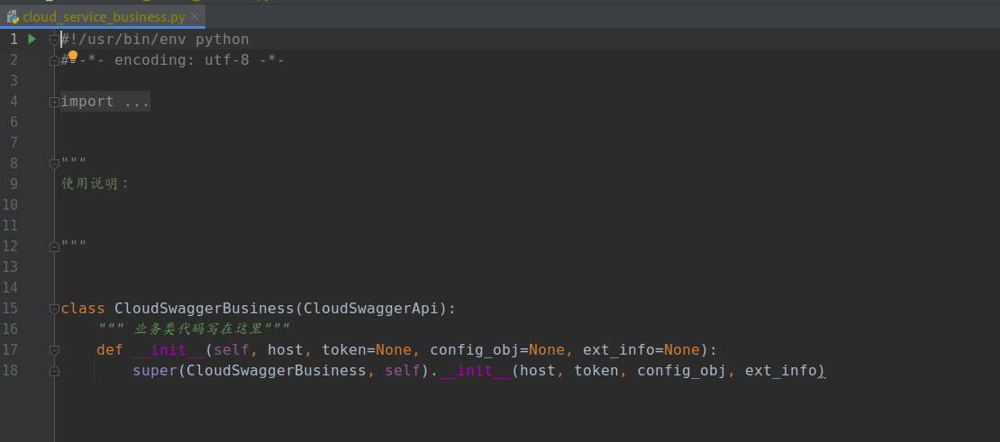 cloud_service_business.py
1 #!/usr/bin/env python
2 # -*- encoding: utf-8 -*-
3
4 import ...
6
7
8 """
9 使用说明：
10
11
12 """
13
14
15 class CloudSwaggerBusiness(CloudSwaggerApi):
16 """ 业务类代码写在这里"""
17 def __init__(self, host, token=None, config_obj=None, ext_info=None):
18 super(CloudSwaggerBusiness, self).__init__(host, token, config_obj, ext_info)